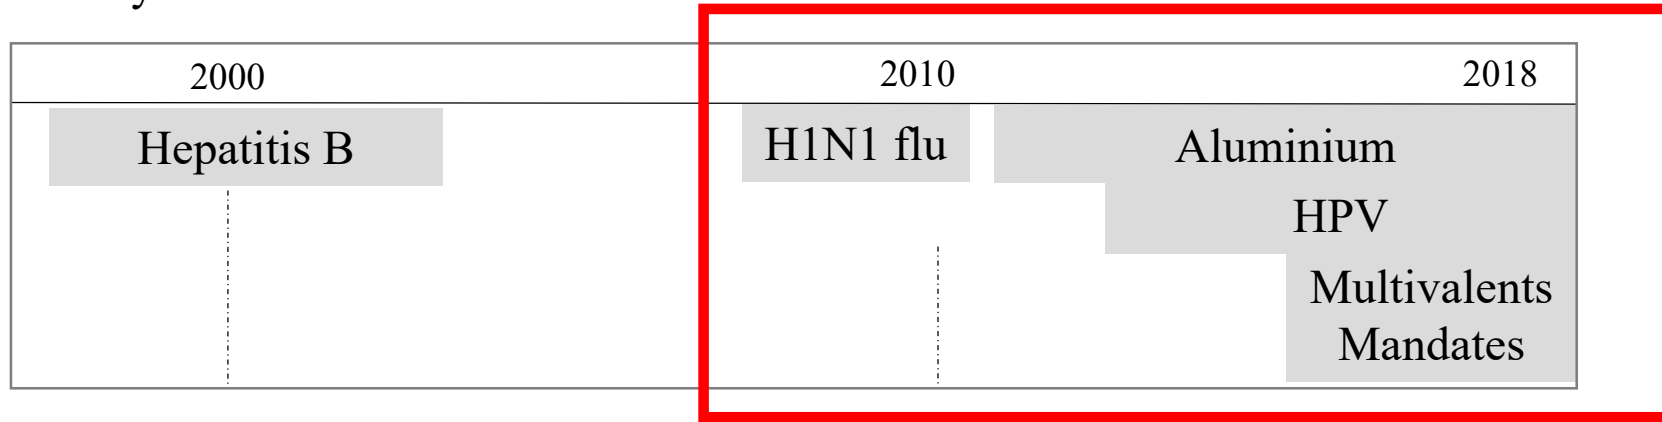 2000 2010 2018
Hepatitis B H1N1 flu Aluminium
HPV
Multivalents
Mandates